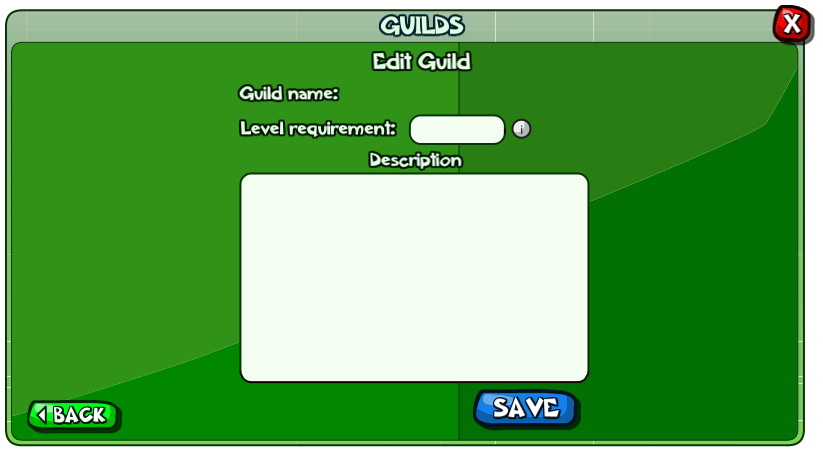 GUILDS
X
Edit Guild
Guild name:
Level requirement:
i
Description
BACK
SAVE